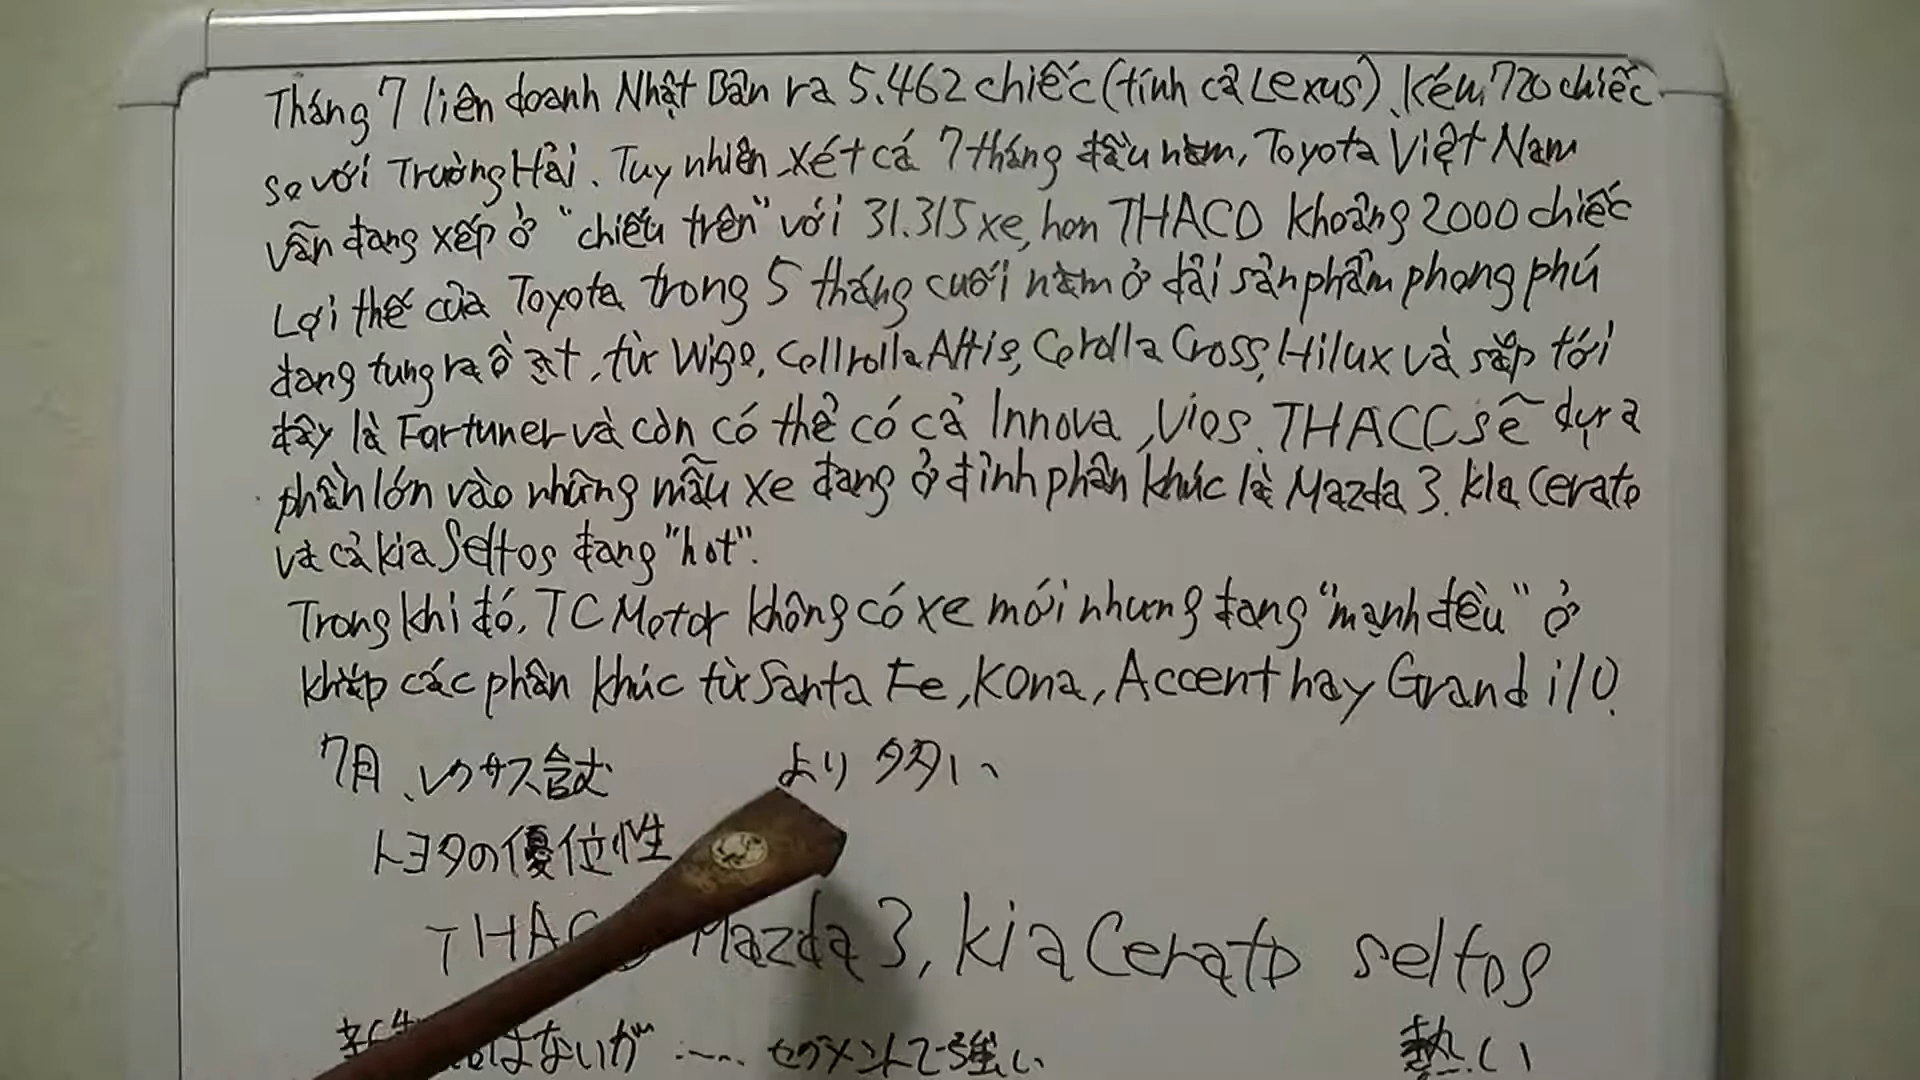 Tháng 7 liên doanh Nhật Bản ra 5.462 chiếc (tính cả Lexus), kém 720 chiếc
so với Trường Hải. Tuy nhiên xét cả 7 tháng đầu năm, Toyota Việt Nam
vẫn đang xếp ở "chiếu trên" với 31.315 xe, hơn THACO khoảng 2000 chiếc
Lợi thế của Toyota trong 5 tháng cuối năm ở dải sản phẩm phong phú
đang tung ra ồ ạt, từ Wigo, Collrolla Altis, Corolla Cross, Hilux và sắp tới
đây là Fortuner và còn có thể có cả Innova, Vios. THACO sẽ dựa
phần lớn vào những mẫu xe đang ở đỉnh phân khúc là Mazda 3, Kia Cerato
và cả Kia Seltos đang "hot".
Trong khi đó, TC Motor không có xe mới nhưng đang "mạnh đều" ở
khắp các phân khúc từ Santa Fe, Kona, Accent hay Grand i10.
7月、レクサス含む より多い
トヨタの優位性
Mazda 3, Kia Cerato seltos
はないが ...... セグメントで強い 熱い